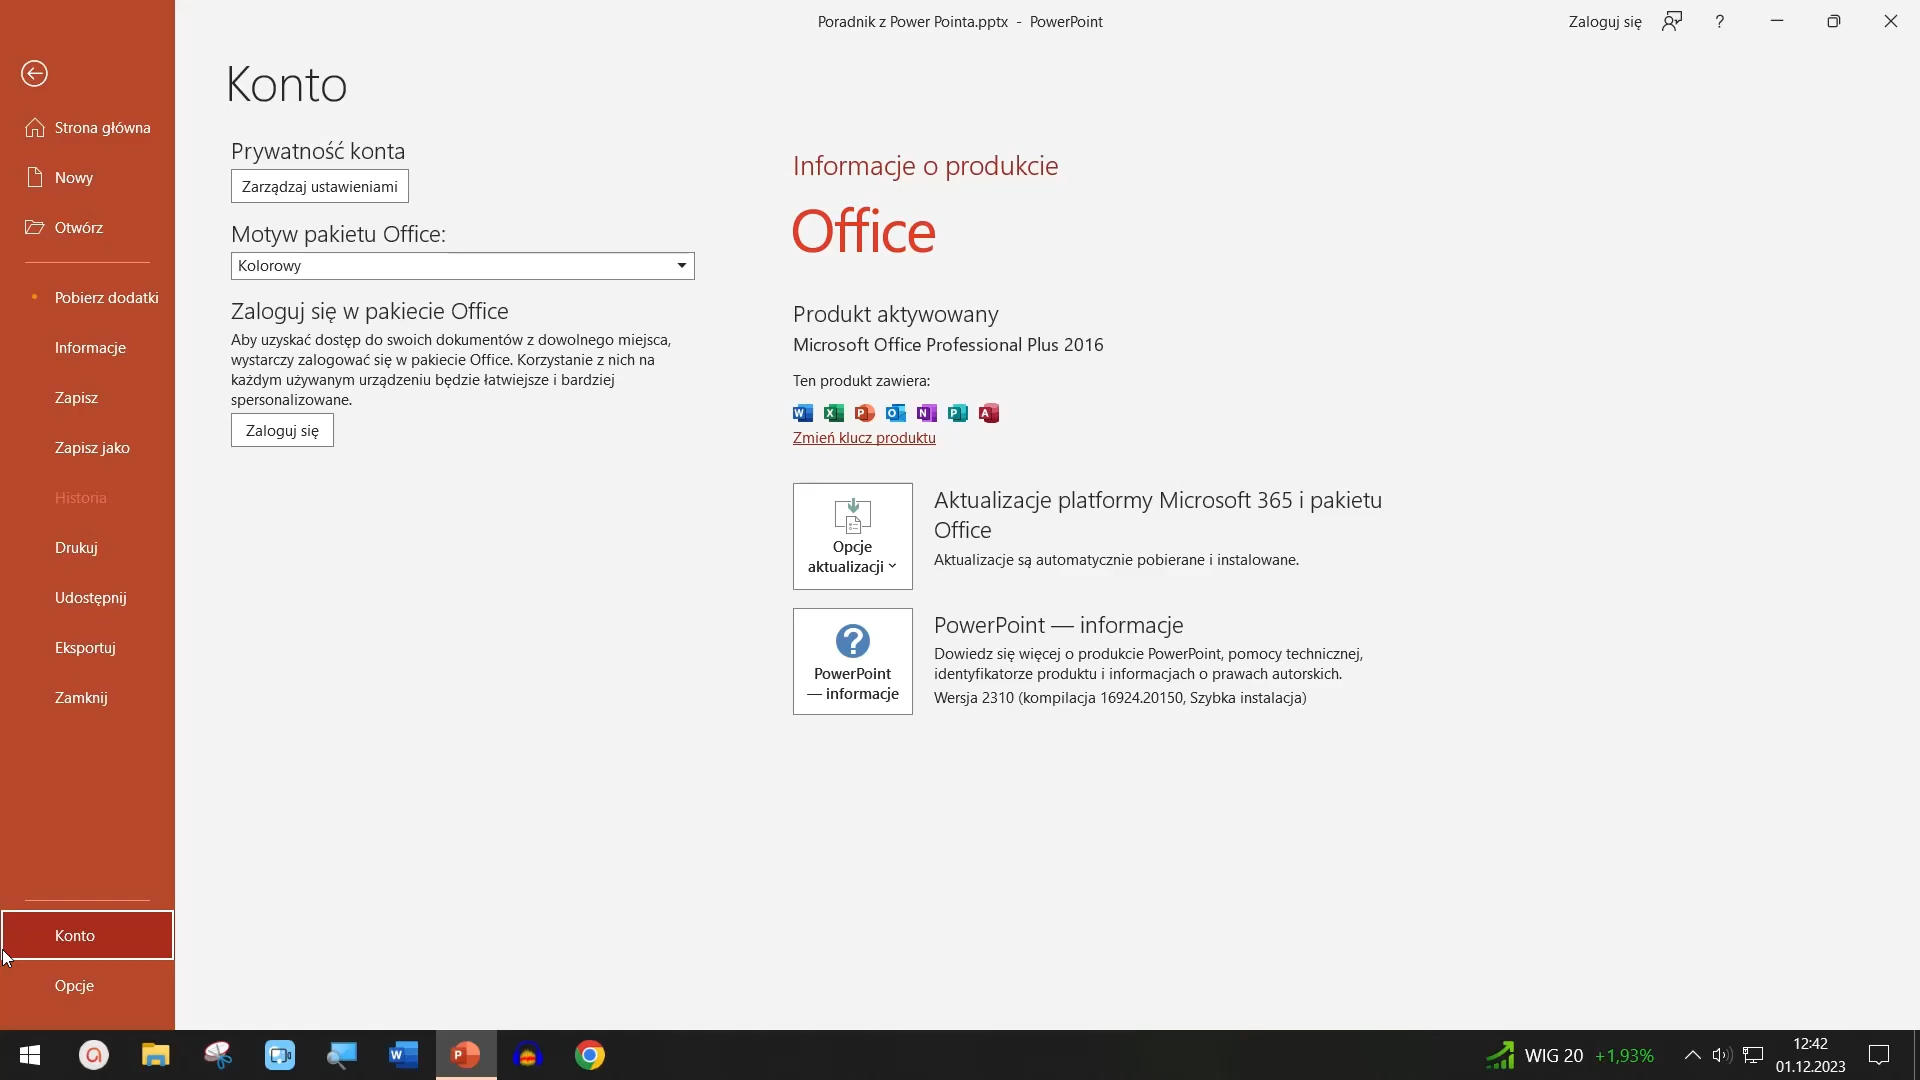 Poradnik z Power Pointa.pptx - PowerPoint
Zaloguj się
?
Strona główna
Nowy
Otwórz
Pobierz dodatki
Informacje
Zapisz
Zapisz jako
Historia
Drukuj
Udostępnij
Eksportuj
Zamknij
Konto
Opcje
Konto
Prywatność konta
Zarządzaj ustawieniami
Motyw pakietu Office:
Kolorowy
Zaloguj się w pakiecie Office
Aby uzyskać dostęp do swoich dokumentów z dowolnego miejsca,
wystarczy zalogować się w pakiecie Office. Korzystanie z nich na
każdym używanym urządzeniu będzie łatwiejsze i bardziej
spersonalizowane.
Zaloguj się
Informacje o produkcie
Office
Produkt aktywowany
Microsoft Office Professional Plus 2016
Ten produkt zawiera:
W X P O N P A
Zmień klucz produktu
Opcje
aktualizacji
Aktualizacje platformy Microsoft 365 i pakietu
Office
Aktualizacje są automatycznie pobierane i instalowane.
?
PowerPoint
— informacje
PowerPoint — informacje
Dowiedz się więcej o produkcie PowerPoint, pomocy technicznej,
identyfikatorze produktu i informacjach o prawach autorskich.
Wersja 2310 (kompilacja 16924.20150, Szybka instalacja)
W P
WIG 20 +1,93%
12:42
01.12.2023